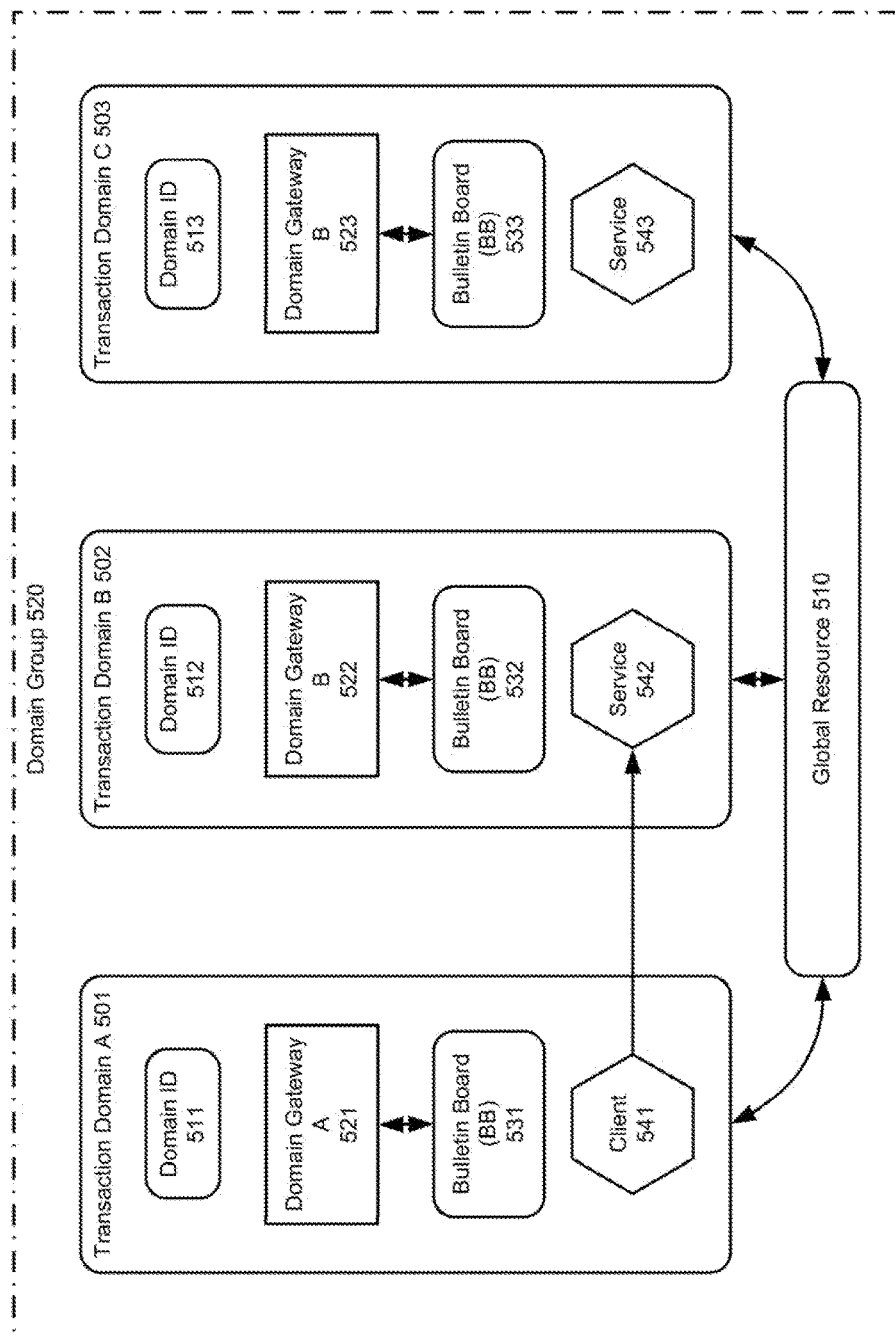 Domain Group 520
Transaction Domain A 501
Domain ID
511
Domain Gateway
A
521
Bulletin Board
(BB)
531
Client
541
Transaction Domain B 502
Domain ID
512
Domain Gateway
B
522
Bulletin Board
(BB)
532
Service
542
Transaction Domain C 503
Domain ID
513
Domain Gateway
B
523
Bulletin Board
(BB)
533
Service
543
Global Resource 510